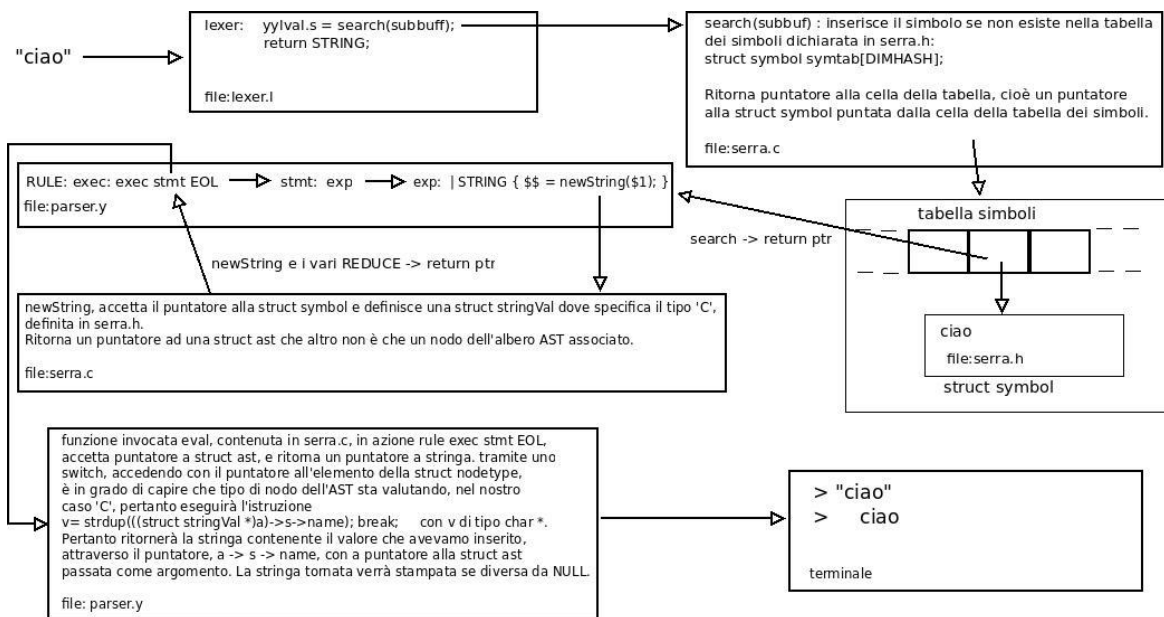 "ciao"
lexer: yylval.s = search(subbuff);
return STRING;
file:lexer.l
search(subbuf) : inserisce il simbolo se non esiste nella tabella
dei simboli dichiarata in serra.h:
struct symbol symtab[DIMHASH];
Ritorna puntatore alla cella della tabella, cioè un puntatore
alla struct symbol puntata dalla cella della tabella dei simboli.
file:serra.c
RULE: exec: exec stmt EOL stmt: exp exp: | STRING { $$ = newString($1); }
file:parser.y
tabella simboli
search -> return ptr
ciao
file:serra.h
struct symbol
newString e i vari REDUCE -> return ptr
newString, accetta il puntatore alla struct symbol e definisce una struct stringVal dove specifica il tipo 'C',
definita in serra.h.
Ritorna un puntatore ad una struct ast che altro non è che un nodo dell'albero AST associato.
file:serra.c
funzione invocata eval, contenuta in serra.c, in azione rule exec stmt EOL,
accetta puntatore a struct ast, e ritorna un puntatore a stringa. tramite uno
switch, accedendo con il puntatore all'elemento della struct nodetype,
è in grado di capire che tipo di nodo dell'AST sta valutando, nel nostro
caso 'C', pertanto eseguirà l'istruzione
v= strdup(((struct stringVal *)a)->s->name); break; con v di tipo char *.
Pertanto ritornerà la stringa contenente il valore che avevamo inserito,
attraverso il puntatore, a -> s -> name, con a puntatore alla struct ast
passata come argomento. La stringa tornata verrà stampata se diversa da NULL.
file: parser.y
> "ciao"
> ciao
terminale